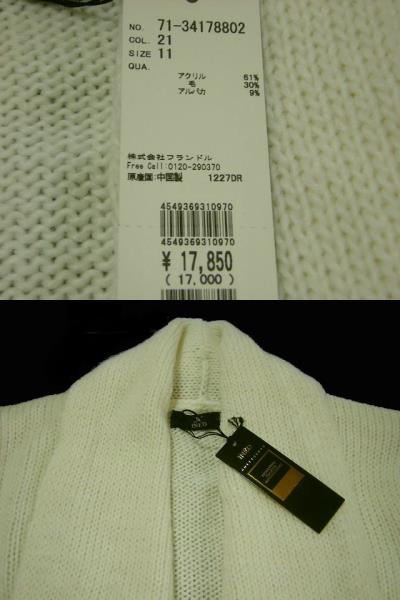 NO. 71-34178802
COL. 21
SIZE 11
QUA.
アクリル 61%
毛 30%
アルパカ 9%
株式会社フランドル
Free Call:0120-290370
原産国:中国製 1227DR
4549369310970
4549369310970
¥ 17,850
( 17,000 )
INED